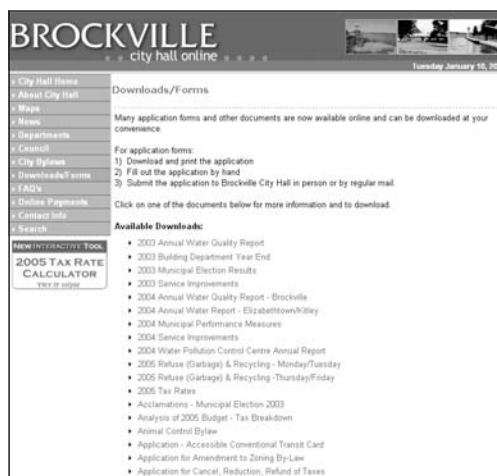 BROCKVILLE
city hall online
Tuesday January 10, 20
City Hall Home
About City Hall
Maps
News
Departments
Council
City Bylaws
Downloads/Forms
FAQ's
Online Payments
Contact Info
Search
NEW INTERACTIVE TOOL
2005 TAX RATE
CALCULATOR
TRY IT NOW
Downloads/Forms
Many application forms and other documents are now available online and can be downloaded at your
convenience.
For application forms:
1) Download and print the application
2) Fill out the application by hand
3) Submit the application to Brockville City Hall in person or by regular mail.
Click on one of the documents below for more information and to download.
Available Downloads:
2003 Annual Water Quality Report
2003 Building Department Year End
2003 Municipal Election Results
2003 Service Improvements
2004 Annual Water Quality Report - Brockville
2004 Annual Water Report - Elizabethtown/Kitley
2004 Municipal Performance Measures
2004 Service Improvements
2004 Water Pollution Control Centre Annual Report
2005 Refuse (Garbage) & Recycling - Monday/Tuesday
2005 Refuse (Garbage) & Recycling -Thursday/Friday
2005 Tax Rates
Acclamations - Municipal Election 2003
Analysis of 2005 Budget - Tax Breakdown
Animal Control Bylaw
Application - Accessible Conventional Transit Card
Application for Amendment to Zoning By-Law
Application for Cancel, Reduction, Refund of Taxes